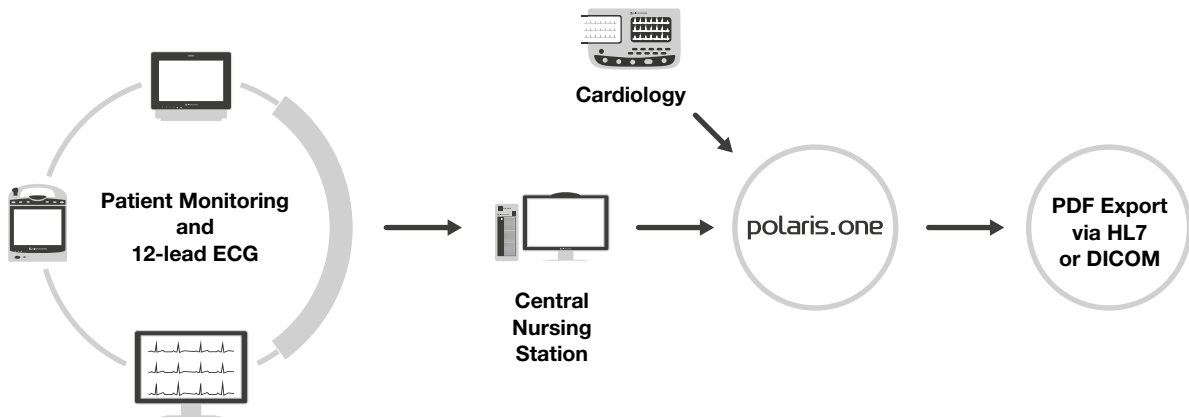 Cardiology
Patient Monitoring
and
12-lead ECG
Central
Nursing
Station
polaris.one
PDF Export
via HL7
or DICOM